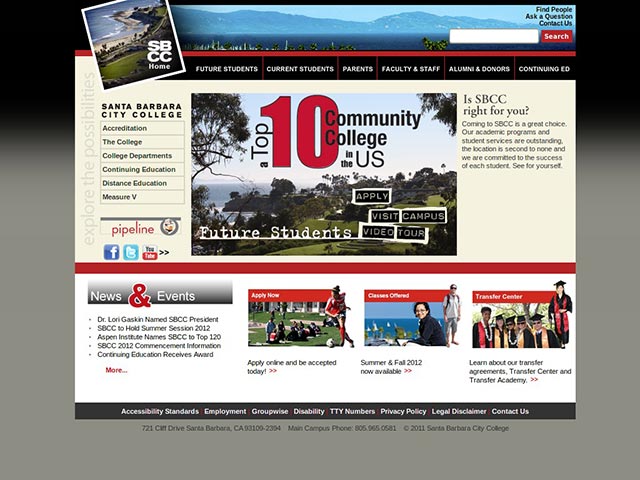 Find People
Ask a Question
Contact Us
Search
SB
CC
Home
FUTURE STUDENTS
CURRENT STUDENTS
PARENTS
FACULTY & STAFF
ALUMNI & DONORS
CONTINUING ED
explore the possibilities
SANTA BARBARA
CITY COLLEGE
Accreditation
The College
College Departments
Continuing Education
Distance Education
Measure V
pipeline
You
Tube
>>
a Top 10 Community
College
in the US
APPLY
VISIT CAMPUS
VIDEO TOUR
Future Students
Is SBCC
right for you?
Coming to SBCC is a great choice.
Our academic programs and
student services are outstanding,
the location is second to none and
we are committed to the success
of each student. See for yourself.
News & Events
• Dr. Lori Gaskin Named SBCC President
• SBCC to Hold Summer Session 2012
• Aspen Institute Names SBCC to Top 120
• SBCC 2012 Commencement Information
• Continuing Education Receives Award
More...
Apply Now
Apply online and be accepted
today! >>
Classes Offered
Summer & Fall 2012
now available >>
Transfer Center
Learn about our transfer
agreements, Transfer Center and
Transfer Academy. >>
Accessibility Standards | Employment | Groupwise | Disability | TTY Numbers | Privacy Policy | Legal Disclaimer | Contact Us
721 Cliff Drive Santa Barbara, CA 93109-2394 Main Campus Phone: 805.965.0581 © 2011 Santa Barbara City College